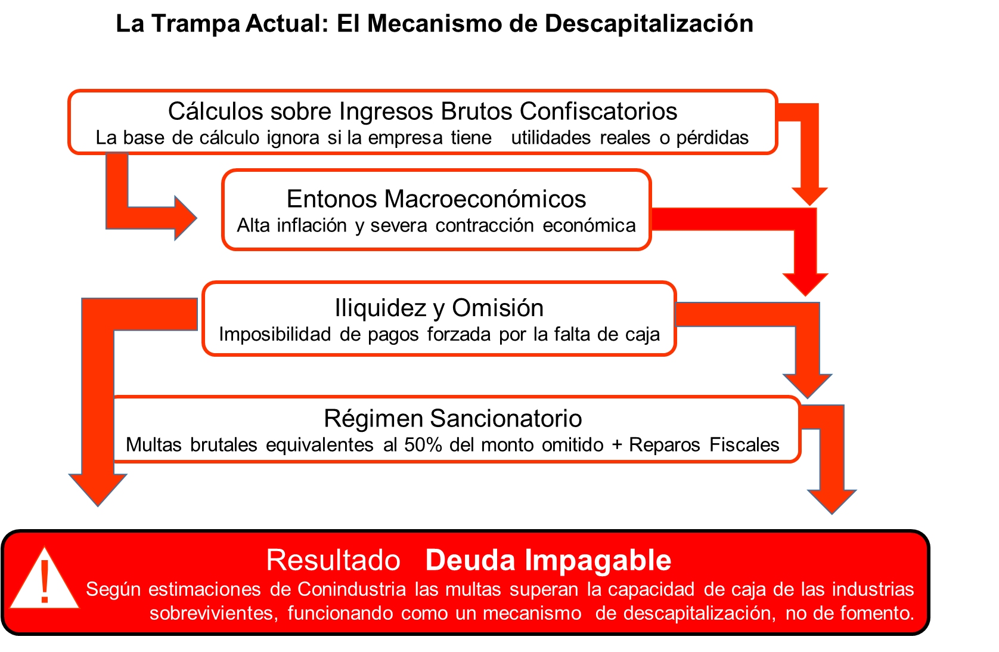 La Trampa Actual: El Mecanismo de Descapitalización
Cálculos sobre Ingresos Brutos Confiscatorios
La base de cálculo ignora si la empresa tiene utilidades reales o pérdidas
Entonos Macroeconómicos
Alta inflación y severa contracción económica
Iliquidez y Omisión
Imposibilidad de pagos forzada por la falta de caja
Régimen Sancionatorio
Multas brutales equivalentes al 50% del monto omitido + Reparos Fiscales
Resultado Deuda Impagable
!
Según estimaciones de Conindustria las multas superan la capacidad de caja de las industrias
sobrevivientes, funcionando como un mecanismo de descapitalización, no de fomento.